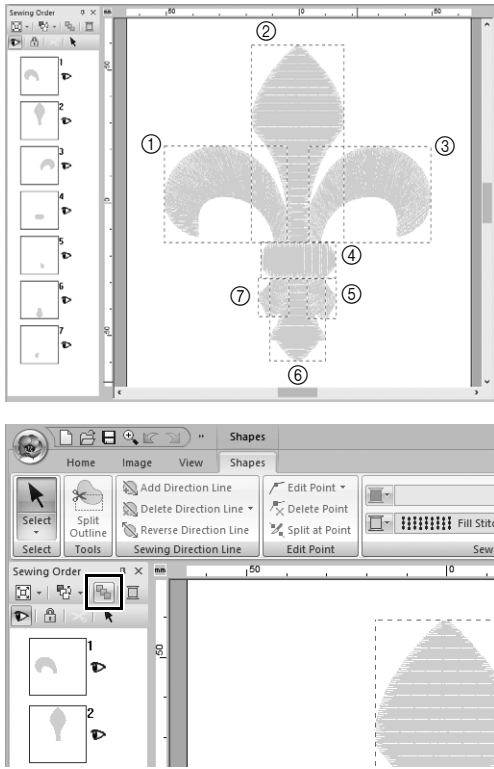 Sewing Order
50 0 50
1
2
3
4
5
6
7
50
0
50
②
①
③
④
⑦
⑤
⑥
Shapes
Home Image View Shapes
Select
Split
Outline
Add Direction Line
Delete Direction Line
Reverse Direction Line
Edit Point
Delete Point
Split at Point
Fill Stitc
Select Tools Sewing Direction Line Edit Point Sew
Sewing Order
mm 50 0
50
1
2